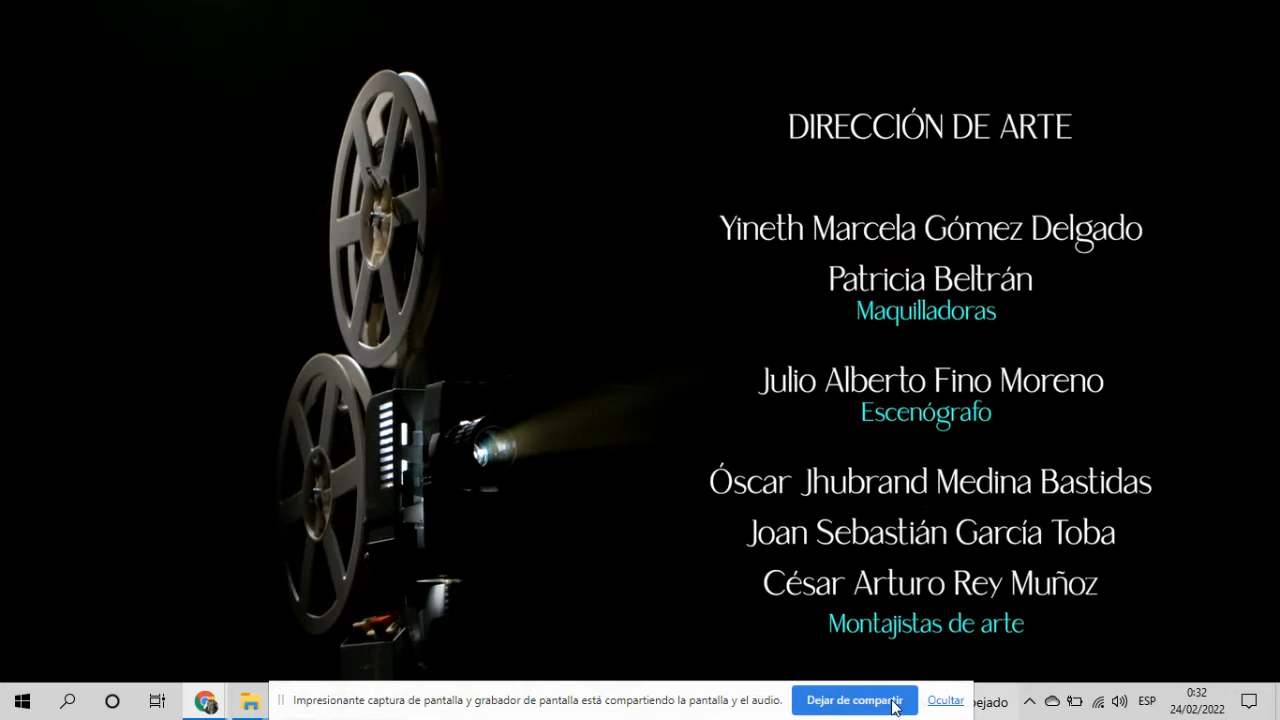 DIRECCIÓN DE ARTE
Yineth Marcela Gómez Delgado
Patricia Beltrán
Maquilladoras
Julio Alberto Fino Moreno
Escenógrafo
Óscar Jhubrand Medina Bastidas
Joan Sebastián García Toba
César Arturo Rey Muñoz
Montajistas de arte
Impresionante captura de pantalla y grabador de pantalla está compartiendo la pantalla y el audio. Dejar de compartir Ocultar pejado ESP 0:32
24/02/2022